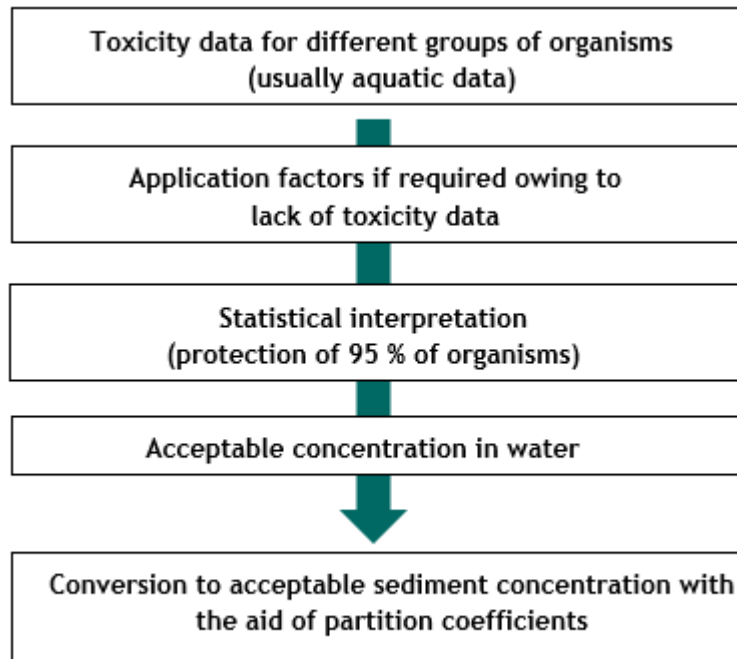 Toxicity data for different groups of organisms
(usually aquatic data)
Application factors if required owing to
lack of toxicity data
Statistical interpretation
(protection of 95 % of organisms)
Acceptable concentration in water
Conversion to acceptable sediment concentration with
the aid of partition coefficients